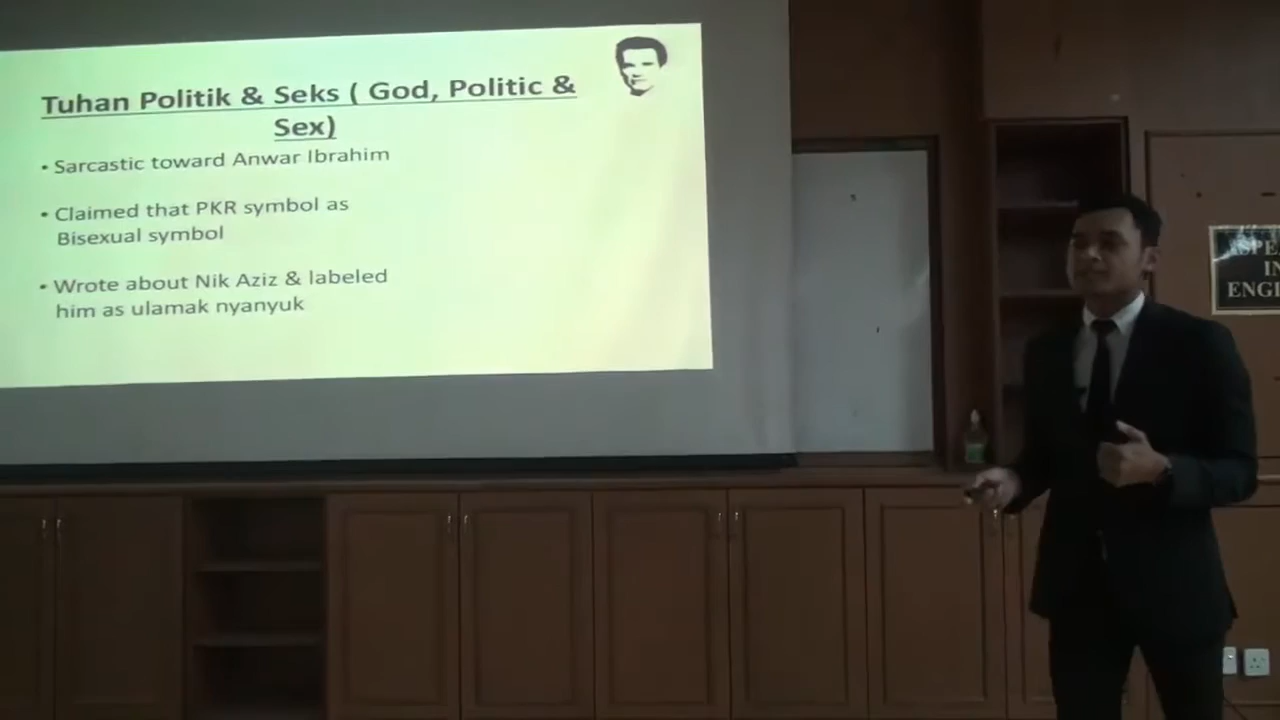 Tuhan Politik & Seks ( God, Politic &
Sex)
• Sarcastic toward Anwar Ibrahim
• Claimed that PKR symbol as
Bisexual symbol
• Wrote about Nik Aziz & labeled
him as ulamak nyanyuk
IN